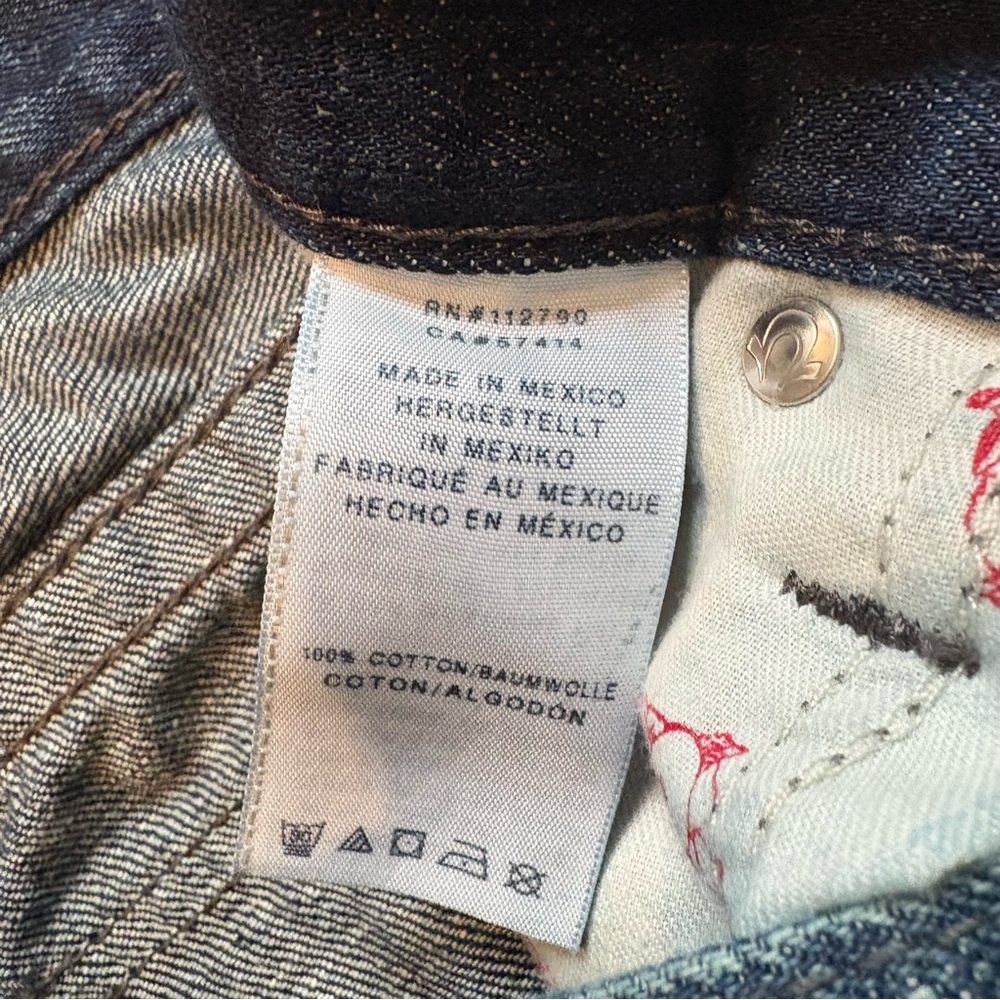 RN#112790
CA#57414
MADE IN MEXICO
HERGESTELLT
IN MEXIKO
FABRIQUÉ AU MEXIQUE
HECHO EN MÉXICO
100% COTTON/BAUMWOLLE
COTON/ALGODÓN
30